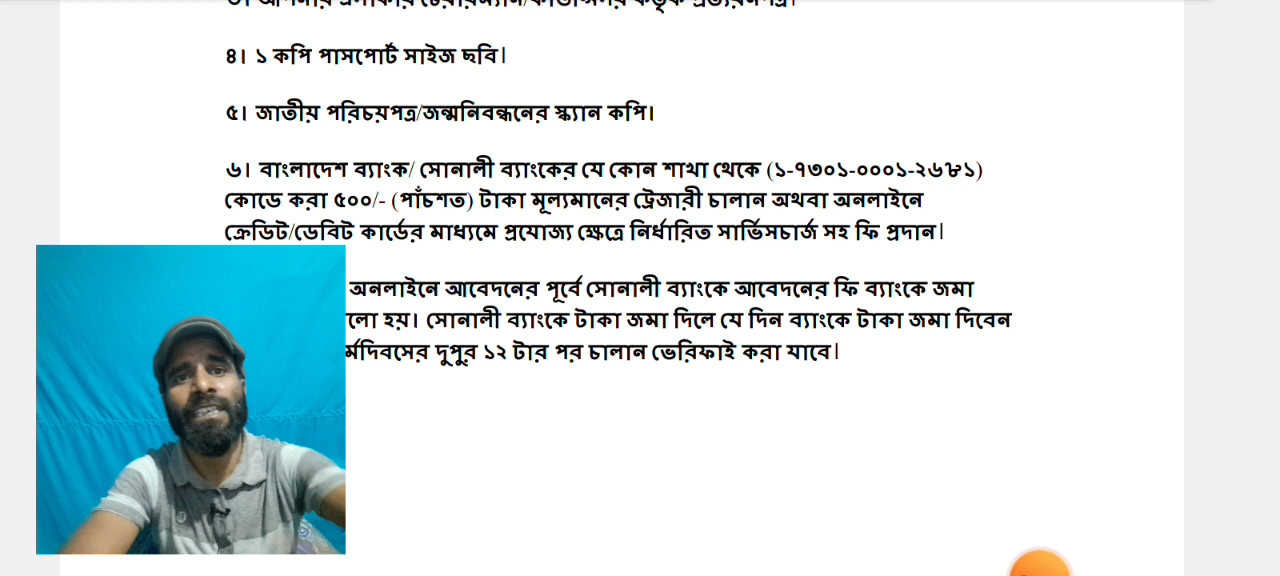 ৪। ১ কপি পাসপোর্ট সাইজ ছবি।
৫। জাতীয় পরিচয়পত্র/জন্মনিবন্ধনের স্ক্যান কপি।
৬। বাংলাদেশ ব্যাংক/ সোনালী ব্যাংকের যে কোন শাখা থেকে (১-৭৩০১-০০০১-২৬৮১)
কোডে করা ৫০০/- (পাঁচশত) টাকা মূল্যমানের ট্রেজারী চালান অথবা অনলাইনে
ক্রেডিট/ডেবিট কার্ডের মাধ্যমে প্রযোজ্য ক্ষেত্রে নির্ধারিত সার্ভিসচার্জ সহ ফি প্রদান।
অনলাইনে আবেদনের পূর্বে সোনালী ব্যাংকে আবেদনের ফি ব্যাংকে জমা
হয়। সোনালী ব্যাংকে টাকা জমা দিলে যে দিন ব্যাংকে টাকা জমা দিবেন
দুপুর ১২ টার পর চালান ভেরিফাই করা যাবে।